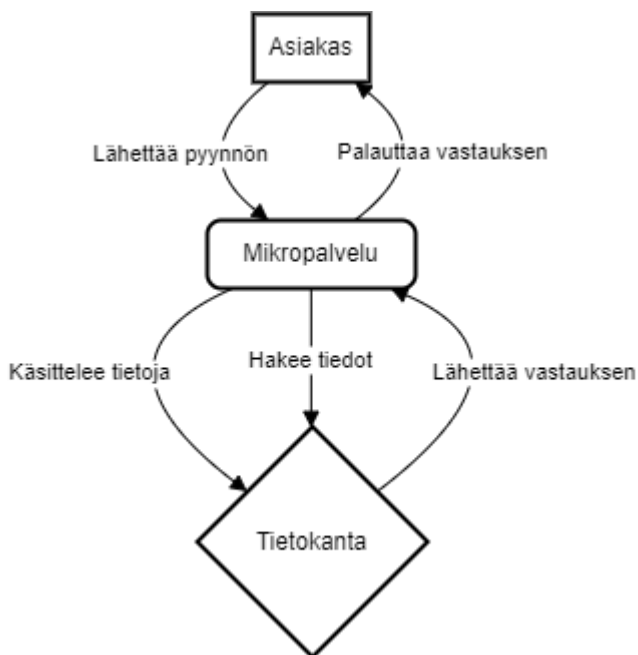 Asiakas
Lähettää pyynnön
Palauttaa vastauksen
Mikropalvelu
Käsittelee tietoja
Hakee tiedot
Lähettää vastauksen
Tietokanta